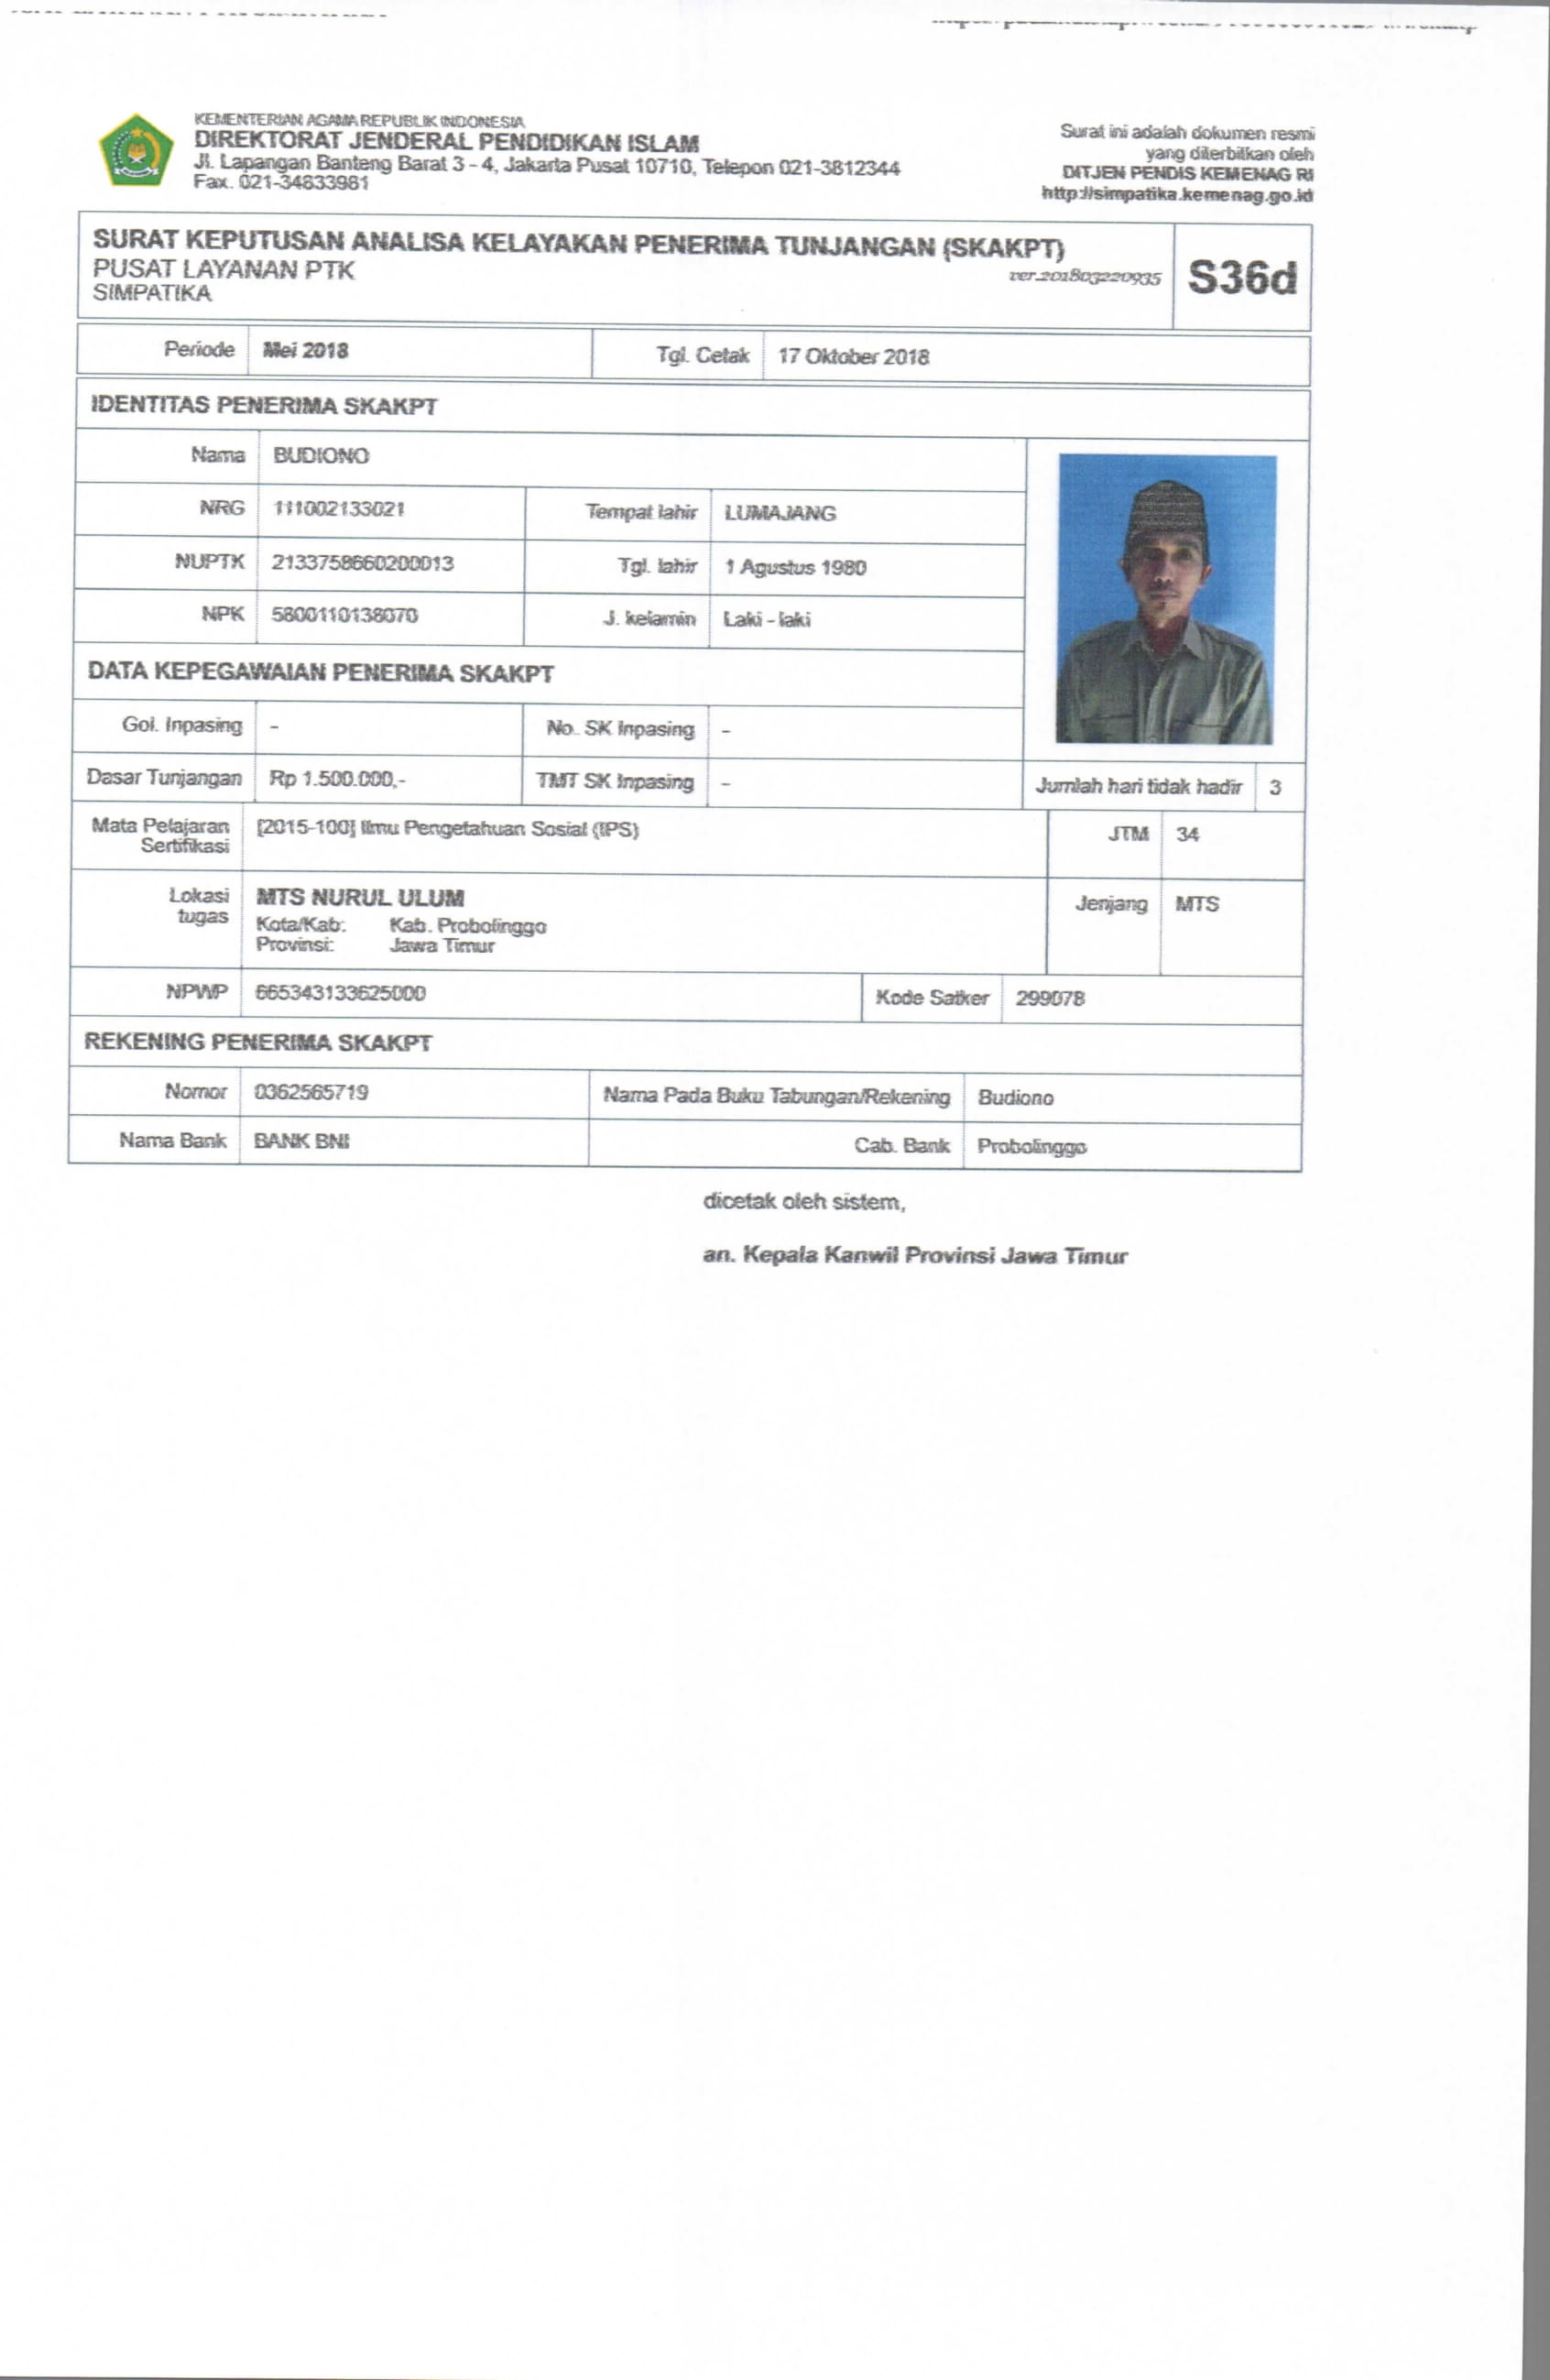 KEMENTERIAN AGAMA REPUBLIK INDONESIA
DIREKTORAT JENDERAL PENDIDIKAN ISLAM
Jl. Lapangan Banteng Barat 3 - 4, Jakarta Pusat 10710, Telepon 021-3812344
Fax. 021-34833981
Surat ini adalah dokumen resmi
yang diterbitkan oleh
DITJEN PENDIS KEMENAG RI
http://simpatika.kemenag.go.id
SURAT KEPUTUSAN ANALISA KELAYAKAN PENERIMA TUNJANGAN (SKAKPT)
PUSAT LAYANAN PTK
ver.201803220935
SIMPATIKA
S36d
Periode Mei 2018 Tgl. Cetak 17 Oktober 2018
IDENTITAS PENERIMA SKAKPT
Nama BUDIONO
NRG 111002133021 Tempat lahir LUMAJANG
NUPTK 2133758660200013 Tgl. lahir 1 Agustus 1980
NPK 5800110138070 J. kelamin Laki - laki
DATA KEPEGAWAIAN PENERIMA SKAKPT
Gol. Inpasing - No. SK Inpasing -
Dasar Tunjangan Rp 1.500.000,- TMT SK Inpasing - Jumlah hari tidak hadir 3
Mata Pelajaran Sertifikasi [2015-100] Ilmu Pengetahuan Sosial (IPS) JTM 34
Lokasi tugas MTS NURUL ULUM Jenjang MTS
Kota/Kab: Kab. Probolinggo
Provinsi: Jawa Timur
NPWP 665343133625000 Kode Satker 299078
REKENING PENERIMA SKAKPT
Nomor 0362565719 Nama Pada Buku Tabungan/Rekening Budiono
Nama Bank BANK BNI Cab. Bank Probolinggo
dicetak oleh sistem,
an. Kepala Kanwil Provinsi Jawa Timur